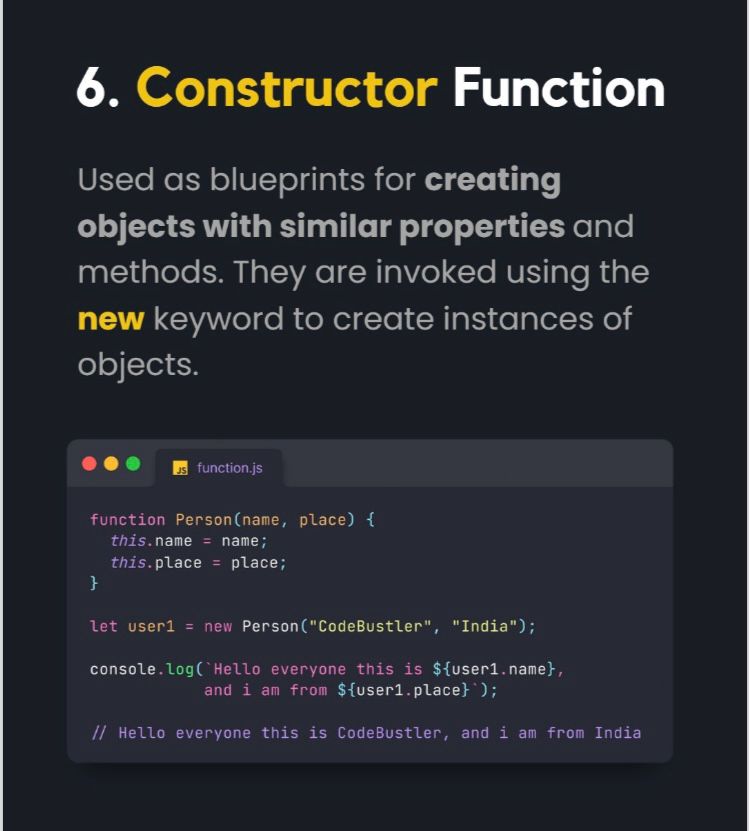 6. Constructor Function
Used as blueprints for creating
objects with similar properties and
methods. They are invoked using the
new keyword to create instances of
objects.
JS function.js
function Person(name, place) {
  this.name = name;
  this.place = place;
}
let user1 = new Person("CodeBustler", "India");
console.log(`Hello everyone this is ${user1.name},
            and i am from ${user1.place}`);
// Hello everyone this is CodeBustler, and i am from India